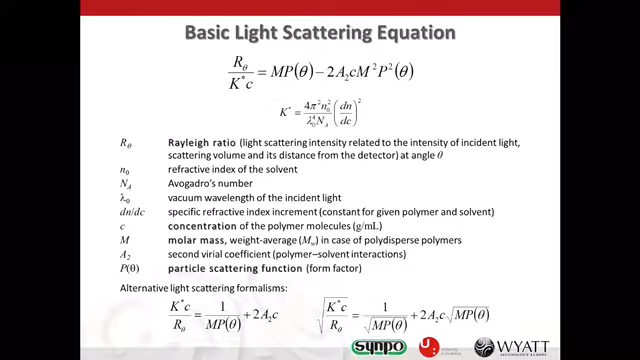 Basic Light Scattering Equation
R_θ / K*c = MP(θ) − 2A₂cM²P²(θ)
K* = 4π²n₀² / λ₀⁴N_A (dn/dc)²
R_θ Rayleigh ratio (light scattering intensity related to the intensity of incident light,
scattering volume and its distance from the detector) at angle θ
n₀ refractive index of the solvent
N_A Avogadro's number
λ₀ vacuum wavelength of the incident light
dn/dc specific refractive index increment (constant for given polymer and solvent)
c concentration of the polymer molecules (g/mL)
M molar mass, weight-average (M_w) in case of polydisperse polymers
A₂ second virial coefficient (polymer–solvent interactions)
P(θ) particle scattering function (form factor)
Alternative light scattering formalisms:
K*c / R_θ = 1 / MP(θ) + 2A₂c √(K*c / R_θ) = 1 / √(MP(θ)) + 2A₂c√(MP(θ))
synpo WYATT